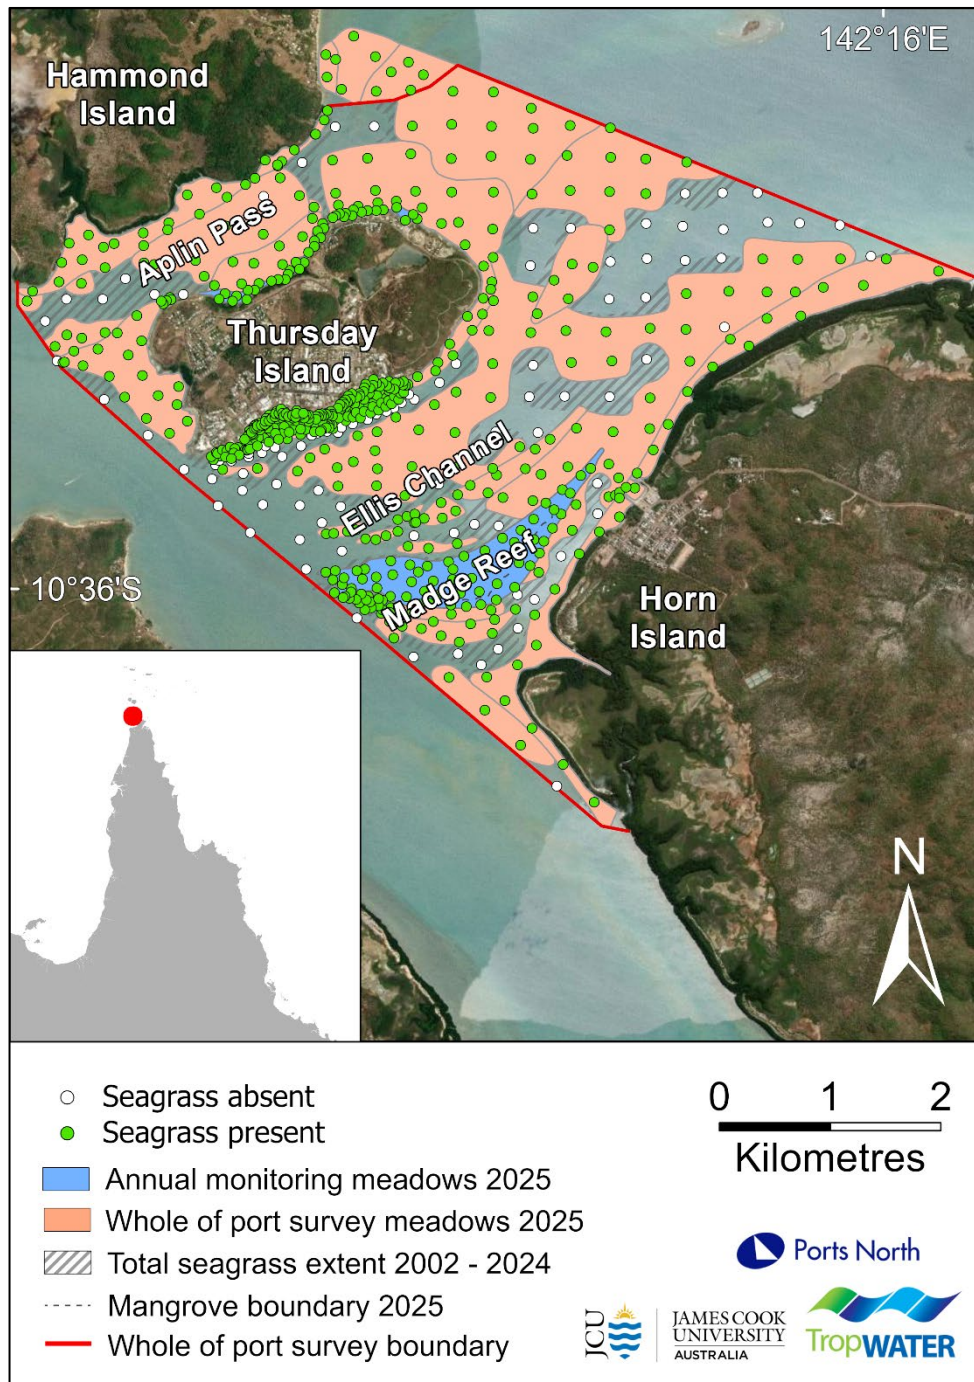 142°16'E
Hammond
Island
Aplin Pass
Thursday
Island
Ellis Channel
Madge Reef
10°36'S
Horn
Island
N
Seagrass absent
Seagrass present
Annual monitoring meadows 2025
Whole of port survey meadows 2025
Total seagrass extent 2002 - 2024
Mangrove boundary 2025
Whole of port survey boundary
0 1 2
Kilometres
Ports North
JCU
JAMES COOK
UNIVERSITY
AUSTRALIA
TropWATER